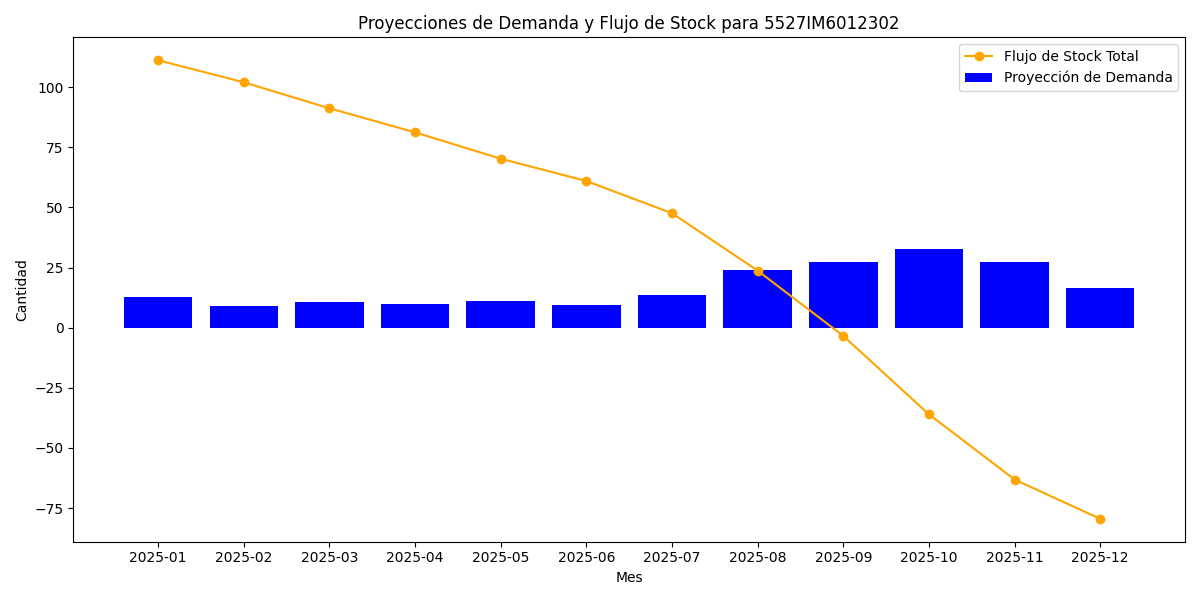 Proyecciones de Demanda y Flujo de Stock para 5527IM6012302
Flujo de Stock Total
Proyección de Demanda
Cantidad
100
75
50
25
0
−25
−50
−75
2025-01 2025-02 2025-03 2025-04 2025-05 2025-06 2025-07 2025-08 2025-09 2025-10 2025-11 2025-12
Mes